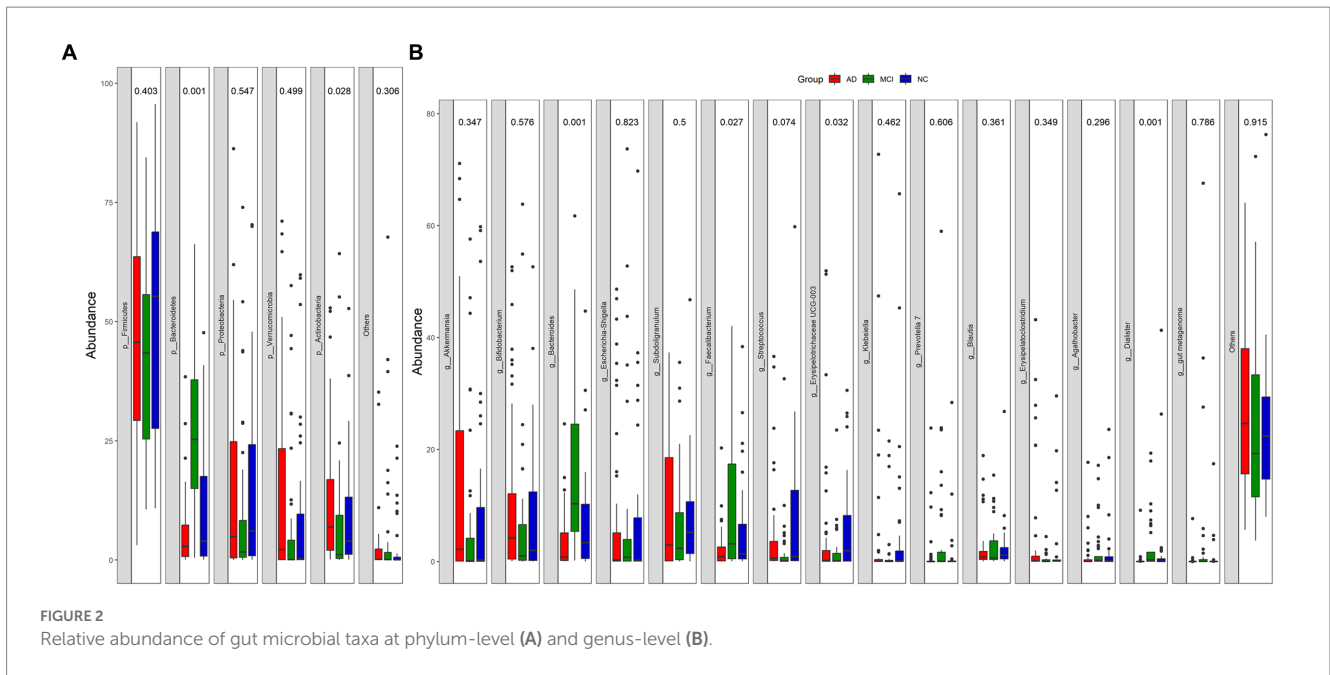 A
B
Group AD MCI NC
Abundance
100
75
50
25
0
p__Firmicutes
0.403
p__Bacteroidetes
0.001
p__Proteobacteria
0.547
p__Verrucomicrobia
0.499
p__Actinobacteria
0.028
Others
0.306
Abundance
80
60
40
20
0
g__Akkermansia
0.347
g__Bifidobacterium
0.576
g__Bacteroides
0.001
g__Escherichia-Shigella
0.823
g__Subdoligranulum
0.5
g__Faecalibacterium
0.027
g__Streptococcus
0.074
g__Erysipelotrichaceae UCG-003
0.032
g__Klebsiella
0.462
g__Prevotella 7
0.606
g__Blautia
0.361
g__Erysipelatoclostridium
0.349
g__Agathobacter
0.296
g__Dialister
0.001
g__gut metagenome
0.786
Others
0.915
FIGURE 2
Relative abundance of gut microbial taxa at phylum-level (A) and genus-level (B).